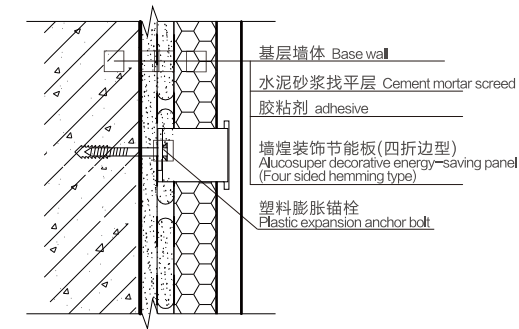 基层墙体 Base wall
水泥砂浆找平层 Cement mortar screed
胶粘剂 adhesive
墙煌装饰节能板(四折边型)
Alucosuper decorative energy-saving panel
(Four sided hemming type)
塑料膨胀锚栓
Plastic expansion anchor bolt